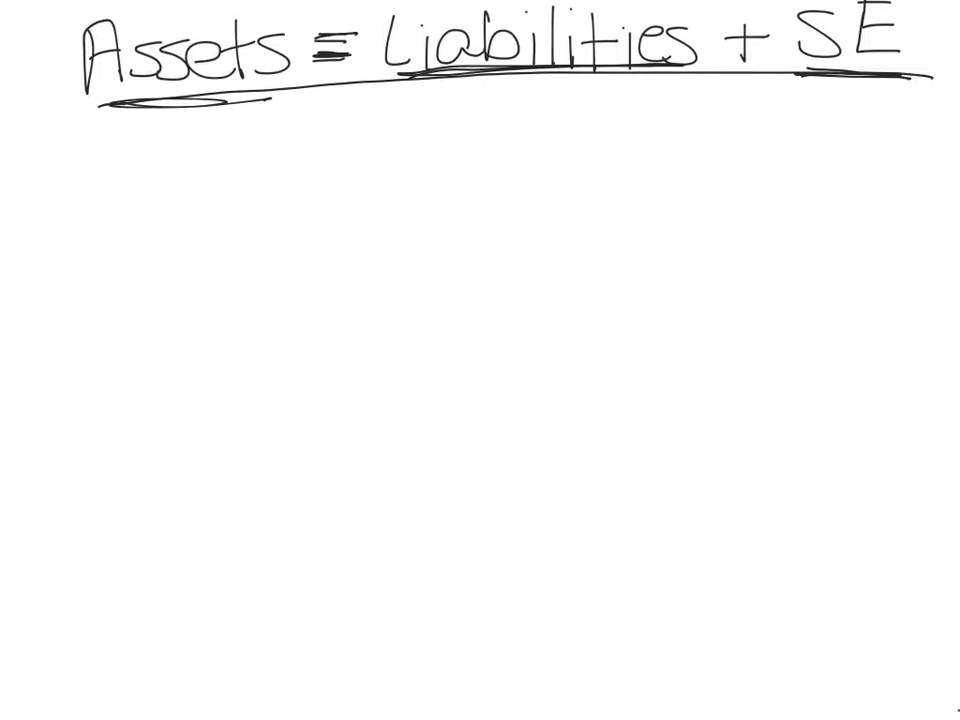 Assets = Liabilities + SE